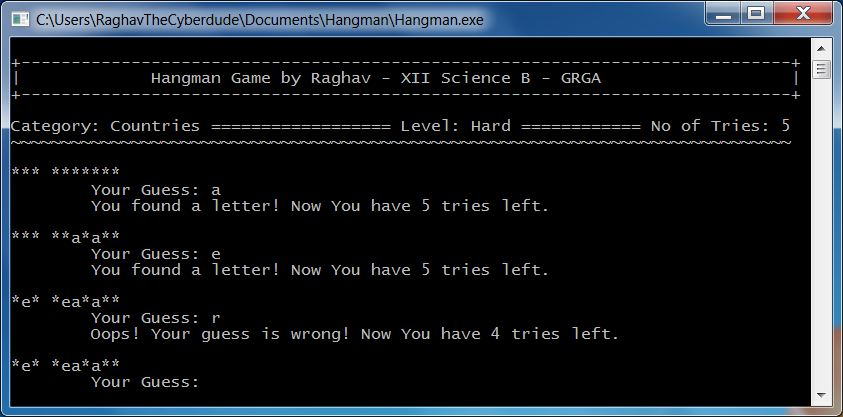 C:\Users\RaghavTheCyberdude\Documents\Hangman\Hangman.exe
+-----------------------------------------------------------------------------+
|             Hangman Game by Raghav - XII Science B - GRGA                   |
+-----------------------------------------------------------------------------+
Category: Countries ================== Level: Hard ============ No of Tries: 5
~~~~~~~~~~~~~~~~~~~~~~~~~~~~~~~~~~~~~~~~~~~~~~~~~~~~~~~~~~~~~~~~~~~~~~~~~~~~~~
*** *******
        Your Guess: a
        You found a letter! Now You have 5 tries left.
*** **a*a**
        Your Guess: e
        You found a letter! Now You have 5 tries left.
*e* *ea*a**
        Your Guess: r
        Oops! Your guess is wrong! Now You have 4 tries left.
*e* *ea*a**
        Your Guess: